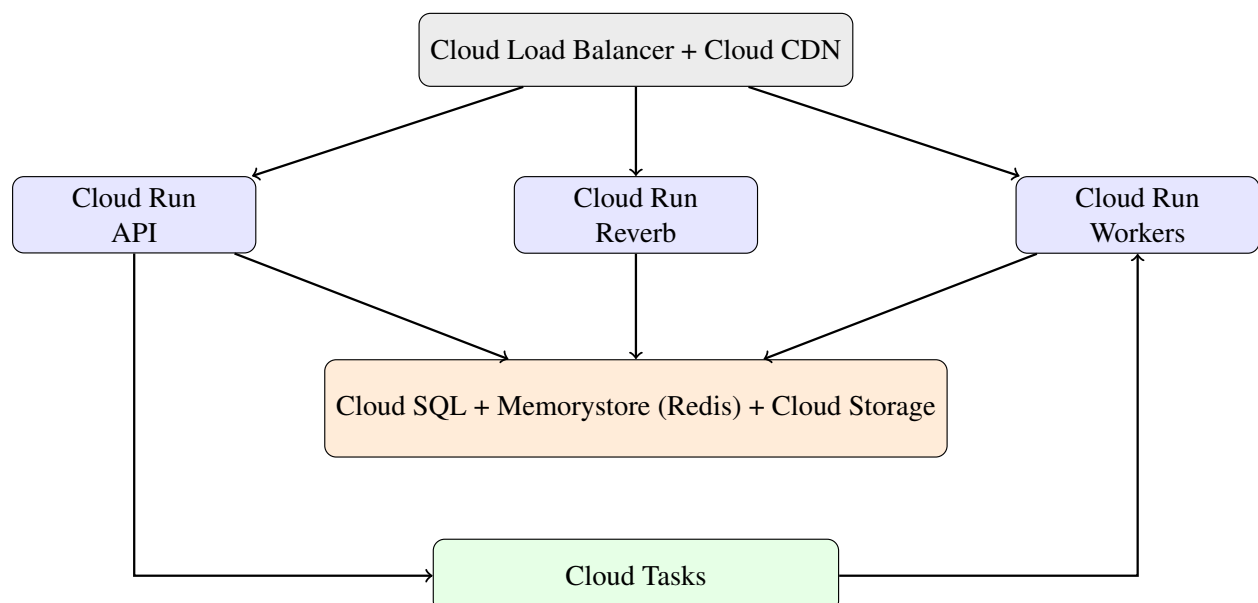 Cloud Load Balancer + Cloud CDN
Cloud Run
API
Cloud Run
Reverb
Cloud Run
Workers
Cloud SQL + Memorystore (Redis) + Cloud Storage
Cloud Tasks